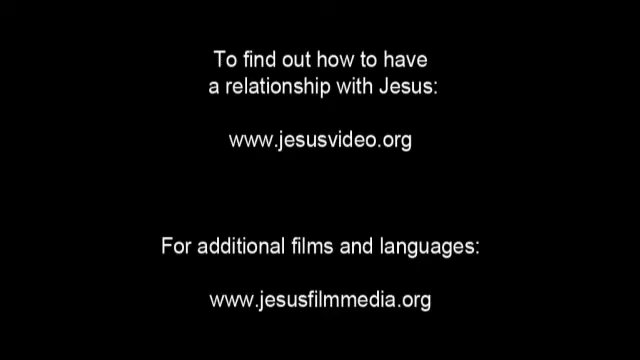 To find out how to have
a relationship with Jesus:
www.jesusvideo.org
For additional films and languages:
www.jesusfilmmedia.org